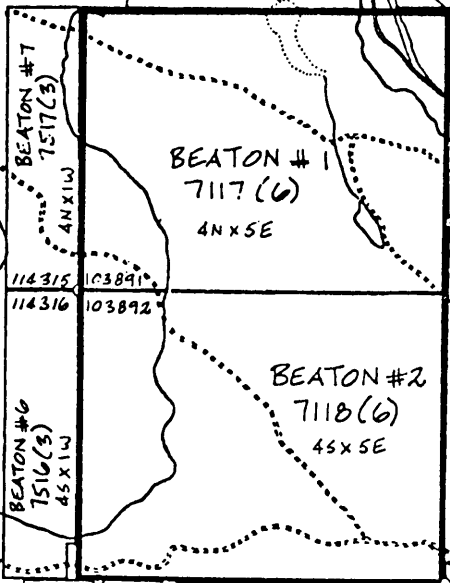 BEATON #7
7517(3)
4N X 1W
BEATON # 1
7117 (6)
4N X 5E
114315 103891
114316 103892
BEATON #2
7118 (6)
4S X 5E
BEATON #6
7516(3)
4S X 1W